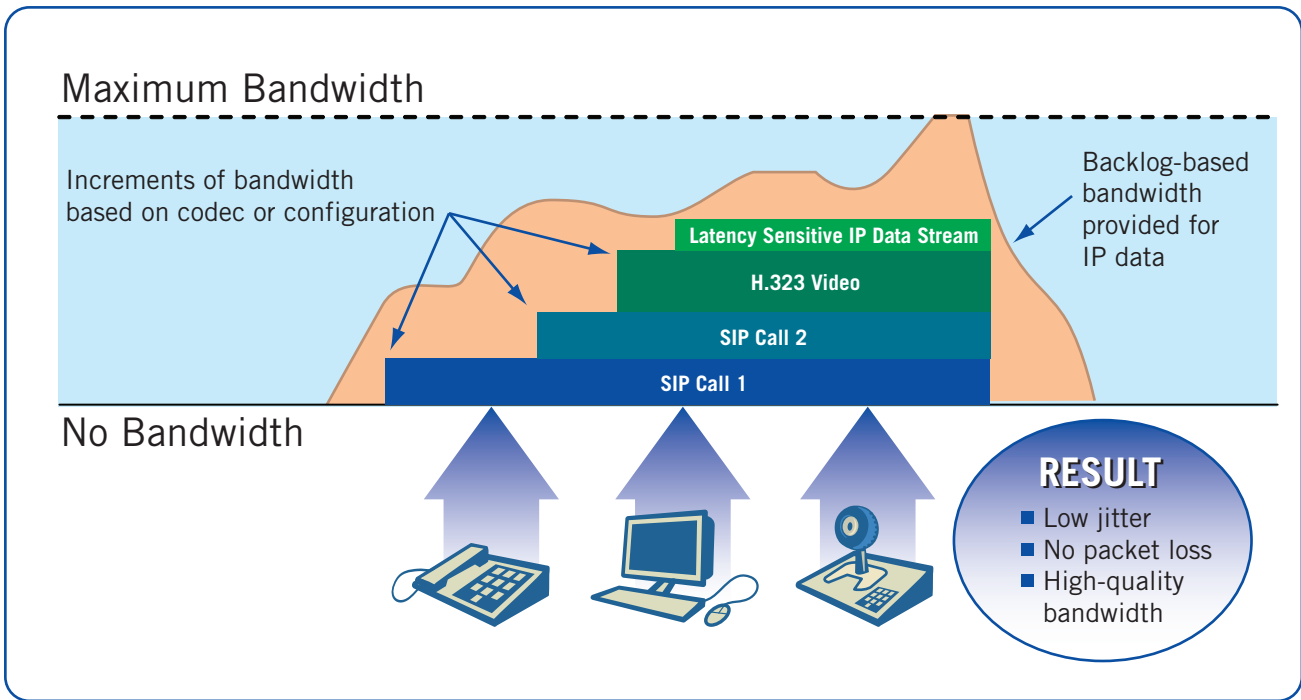 Maximum Bandwidth
Increments of bandwidth
based on codec or configuration
Backlog-based
bandwidth
provided for
IP data
Latency Sensitive IP Data Stream
H.323 Video
SIP Call 2
SIP Call 1
No Bandwidth
RESULT
■ Low jitter
■ No packet loss
■ High-quality
bandwidth